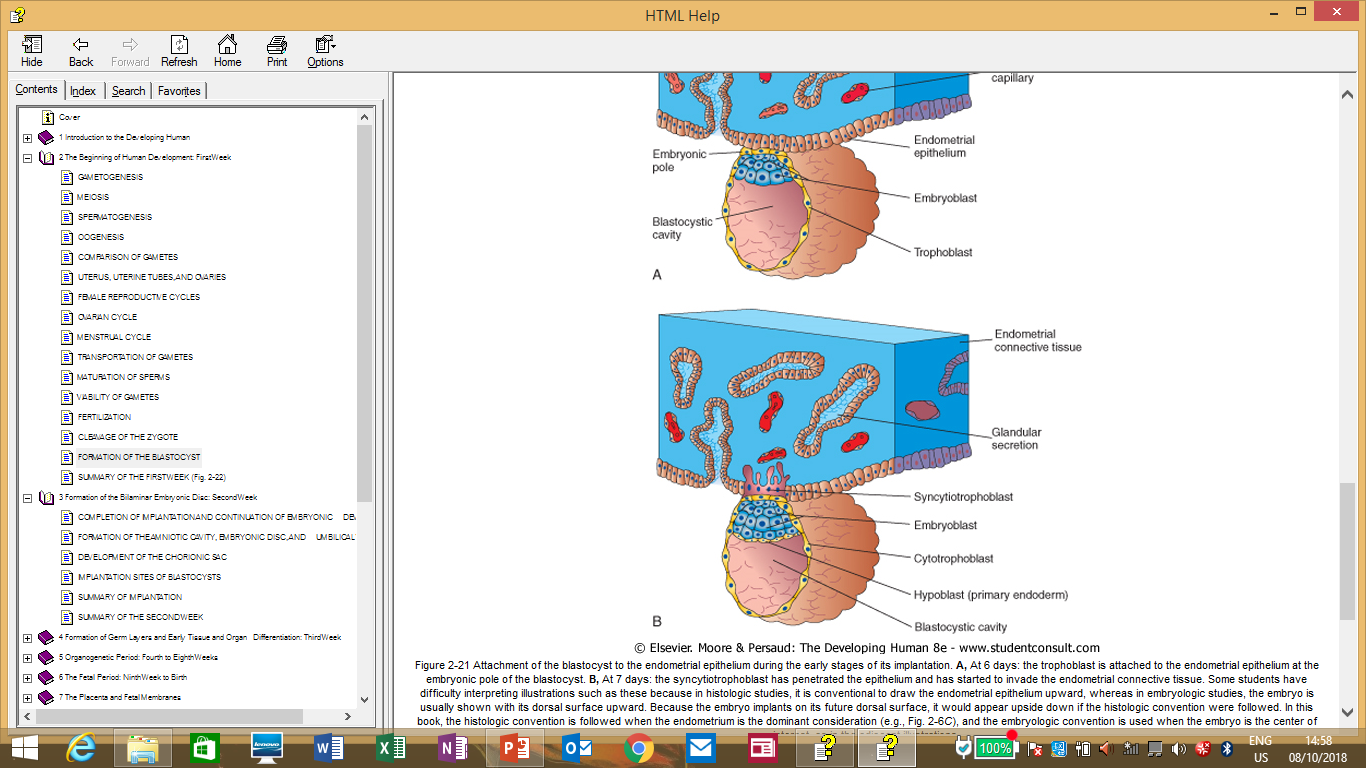 HTML Help
Hide Back Forward Refresh Home Print Options
Contents Index Search Favorites
Cover
1 Introduction to the Developing Human
2 The Beginning of Human Development: FirstWeek
GAMETOGENESIS
MEIOSIS
SPERMATOGENESIS
OOGENESIS
COMPARISON OF GAMETES
UTERUS, UTERINE TUBES,AND OVARIES
FEMALE REPRODUCTIVE CYCLES
OVARIAN CYCLE
MENSTRUAL CYCLE
TRANSPORTATION OF GAMETES
MATURATION OF SPERMS
VIABILITY OF GAMETES
FERTILIZATION
CLEAVAGE OF THE ZYGOTE
FORMATION OF THE BLASTOCYST
SUMMARY OF THE FIRSTWEEK (Fig. 2-22)
3 Formation of the Bilaminar Embryonic Disc: SecondWeek
COMPLETION OF IMPLANTATION AND CONTINUATION OF EMBRYONIC
FORMATION OF THEAMNIOTIC CAVITY, EMBRYONIC DISC,AND UMBILICAL
DEVELOPMENT OF THE CHORIONIC SAC
IMPLANTATION SITES OF BLASTOCYSTS
SUMMARY OF IMPLANTATION
SUMMARY OF THE SECONDWEEK
4 Formation of Germ Layers and Early Tissue and Organ Differentiation: ThirdWeek
5 Organogenetic Period: Fourth to EighthWeeks
6 The Fetal Period: NinthWeek to Birth
7 The Placenta and Fetal Membranes
capillary
Endometrial
epithelium
Embryonic
pole
Embryoblast
Blastocystic
cavity
Trophoblast
A
Endometrial
connective tissue
Glandular
secretion
Syncytiotrophoblast
Embryoblast
Cytotrophoblast
Hypoblast (primary endoderm)
B
Blastocystic cavity
© Elsevier. Moore & Persaud: The Developing Human 8e - www.studentconsult.com
Figure 2-21 Attachment of the blastocyst to the endometrial epithelium during the early stages of its implantation. A, At 6 days: the trophoblast is attached to the endometrial epithelium at the
embryonic pole of the blastocyst. B, At 7 days: the syncytiotrophoblast has penetrated the epithelium and has started to invade the endometrial connective tissue. Some students have
difficulty interpreting illustrations such as these because in histologic studies, it is conventional to draw the endometrial epithelium upward, whereas in embryologic studies, the embryo is
usually shown with its dorsal surface upward. Because the embryo implants on its future dorsal surface, it would appear upside down if the histologic convention were followed. In this
book, the histologic convention is followed when the endometrium is the dominant consideration (e.g., Fig. 2-6C), and the embryologic convention is used when the embryo is the center of
lenovo
100%
ENG
US
14:58
08/10/2018